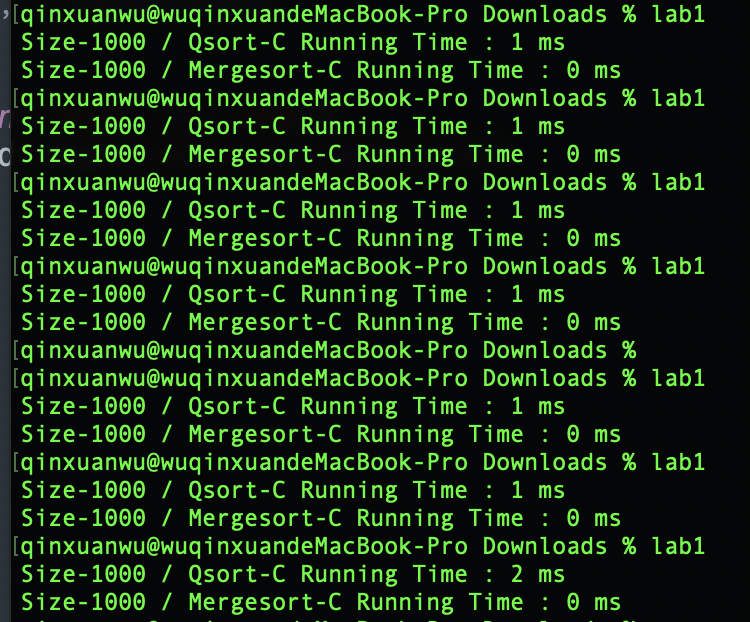 [qinxuanwu@wuqinxuandeMacBook-Pro Downloads % lab1
Size-1000 / Qsort-C Running Time : 1 ms
Size-1000 / Mergesort-C Running Time : 0 ms
[qinxuanwu@wuqinxuandeMacBook-Pro Downloads % lab1
Size-1000 / Qsort-C Running Time : 1 ms
Size-1000 / Mergesort-C Running Time : 0 ms
[qinxuanwu@wuqinxuandeMacBook-Pro Downloads % lab1
Size-1000 / Qsort-C Running Time : 1 ms
Size-1000 / Mergesort-C Running Time : 0 ms
[qinxuanwu@wuqinxuandeMacBook-Pro Downloads % lab1
Size-1000 / Qsort-C Running Time : 1 ms
Size-1000 / Mergesort-C Running Time : 0 ms
[qinxuanwu@wuqinxuandeMacBook-Pro Downloads %
[qinxuanwu@wuqinxuandeMacBook-Pro Downloads % lab1
Size-1000 / Qsort-C Running Time : 1 ms
Size-1000 / Mergesort-C Running Time : 0 ms
[qinxuanwu@wuqinxuandeMacBook-Pro Downloads % lab1
Size-1000 / Qsort-C Running Time : 1 ms
Size-1000 / Mergesort-C Running Time : 0 ms
[qinxuanwu@wuqinxuandeMacBook-Pro Downloads % lab1
Size-1000 / Qsort-C Running Time : 2 ms
Size-1000 / Mergesort-C Running Time : 0 ms